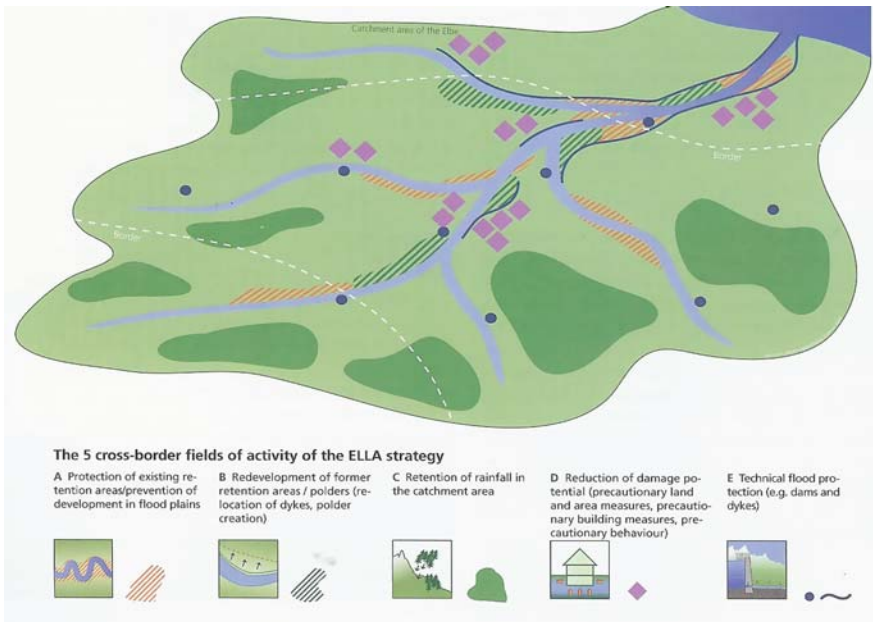 Catchment area of the Elbe
Border
Border
The 5 cross-border fields of activity of the ELLA strategy
A Protection of existing re-
tention areas/prevention of
development in flood plains
B Redevelopment of former
retention areas / polders (re-
location of dykes, polder
creation)
C Retention of rainfall in
the catchment area
D Reduction of damage po-
tential (precautionary land
and area measures, precautio-
nary building measures, pre-
cautionary behaviour)
E Technical flood pro-
tection (e.g. dams and
dykes)